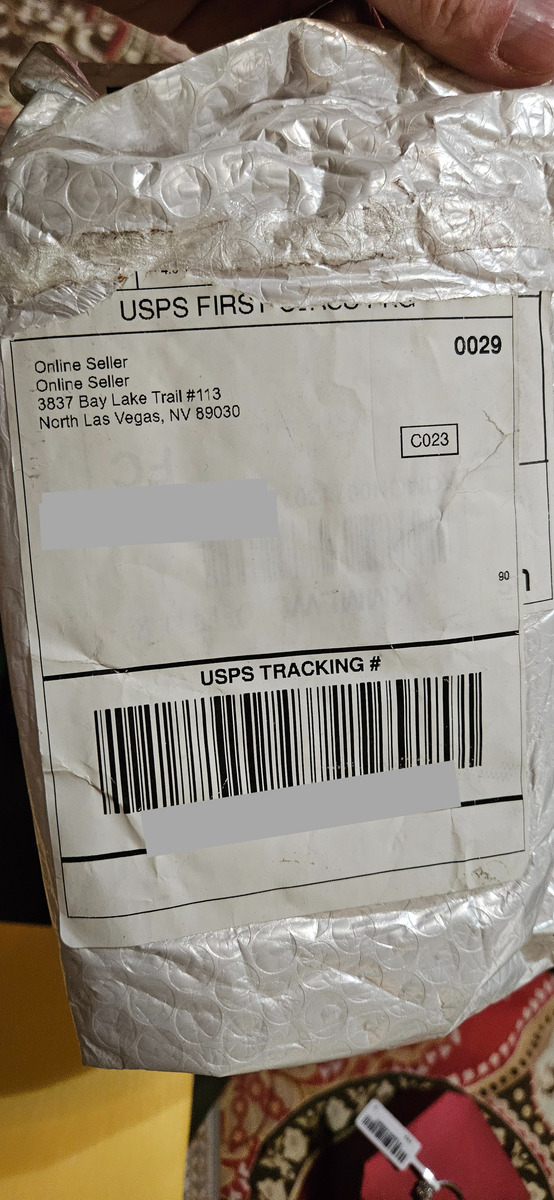 USPS FIRST
0029
Online Seller
Online Seller
3837 Bay Lake Trail #113
North Las Vegas, NV 89030
C023
90
USPS TRACKING #